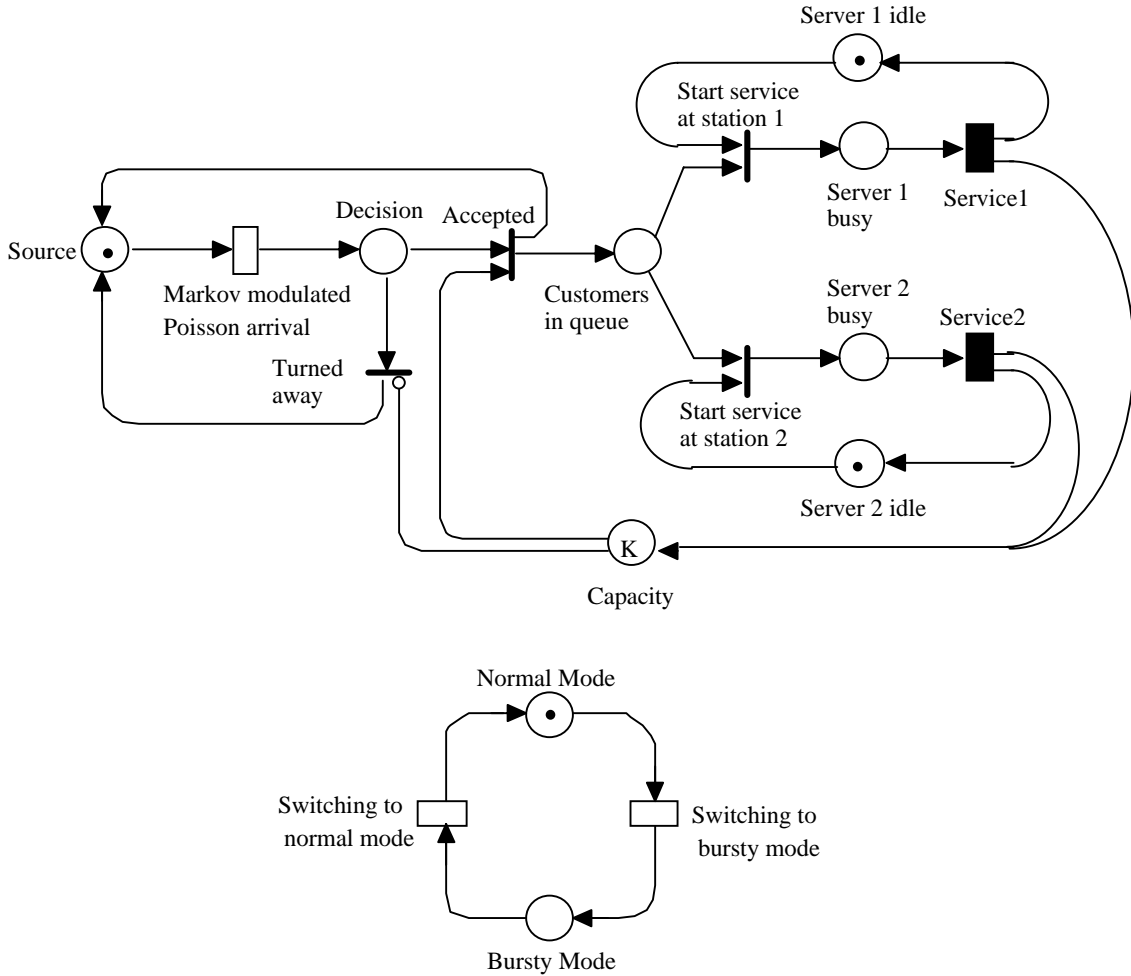 Server 1 idle
Start service
at station 1
Server 1
busy
Service1
Decision
Accepted
Source
Markov modulated
Poisson arrival
Customers
in queue
Server 2
busy
Service2
Turned
away
Start service
at station 2
Server 2 idle
K
Capacity
Normal Mode
Switching to
normal mode
Switching to
bursty mode
Bursty Mode